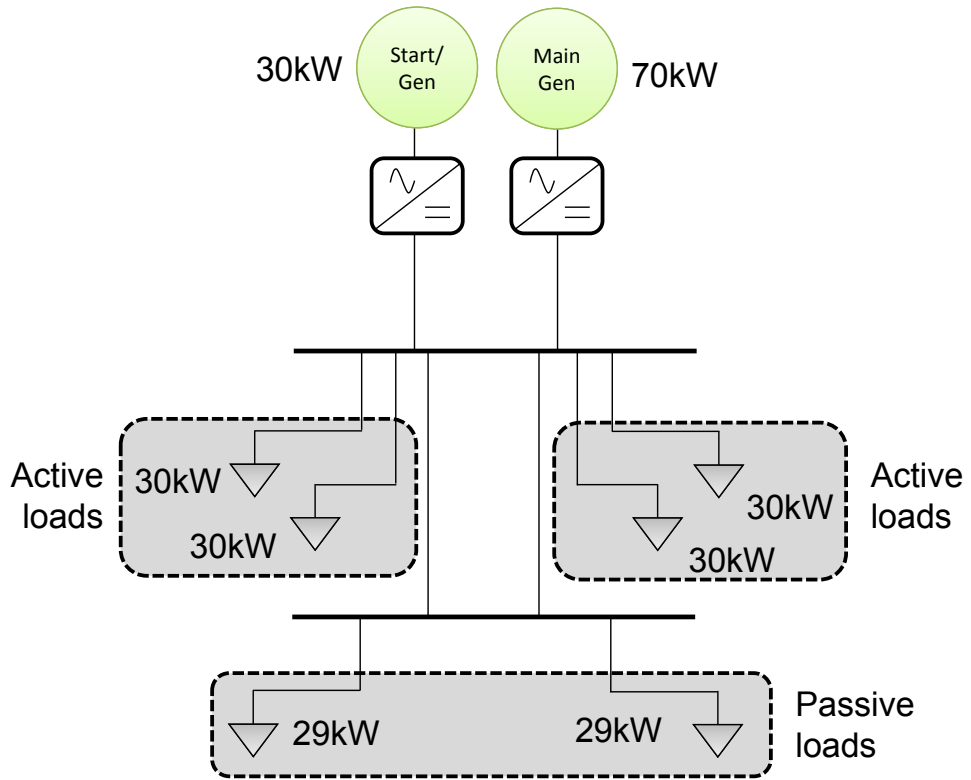 30kW
Start/
Gen
Main
Gen
70kW
Active
loads
30kW
30kW
30kW
30kW
Active
loads
29kW
29kW
Passive
loads